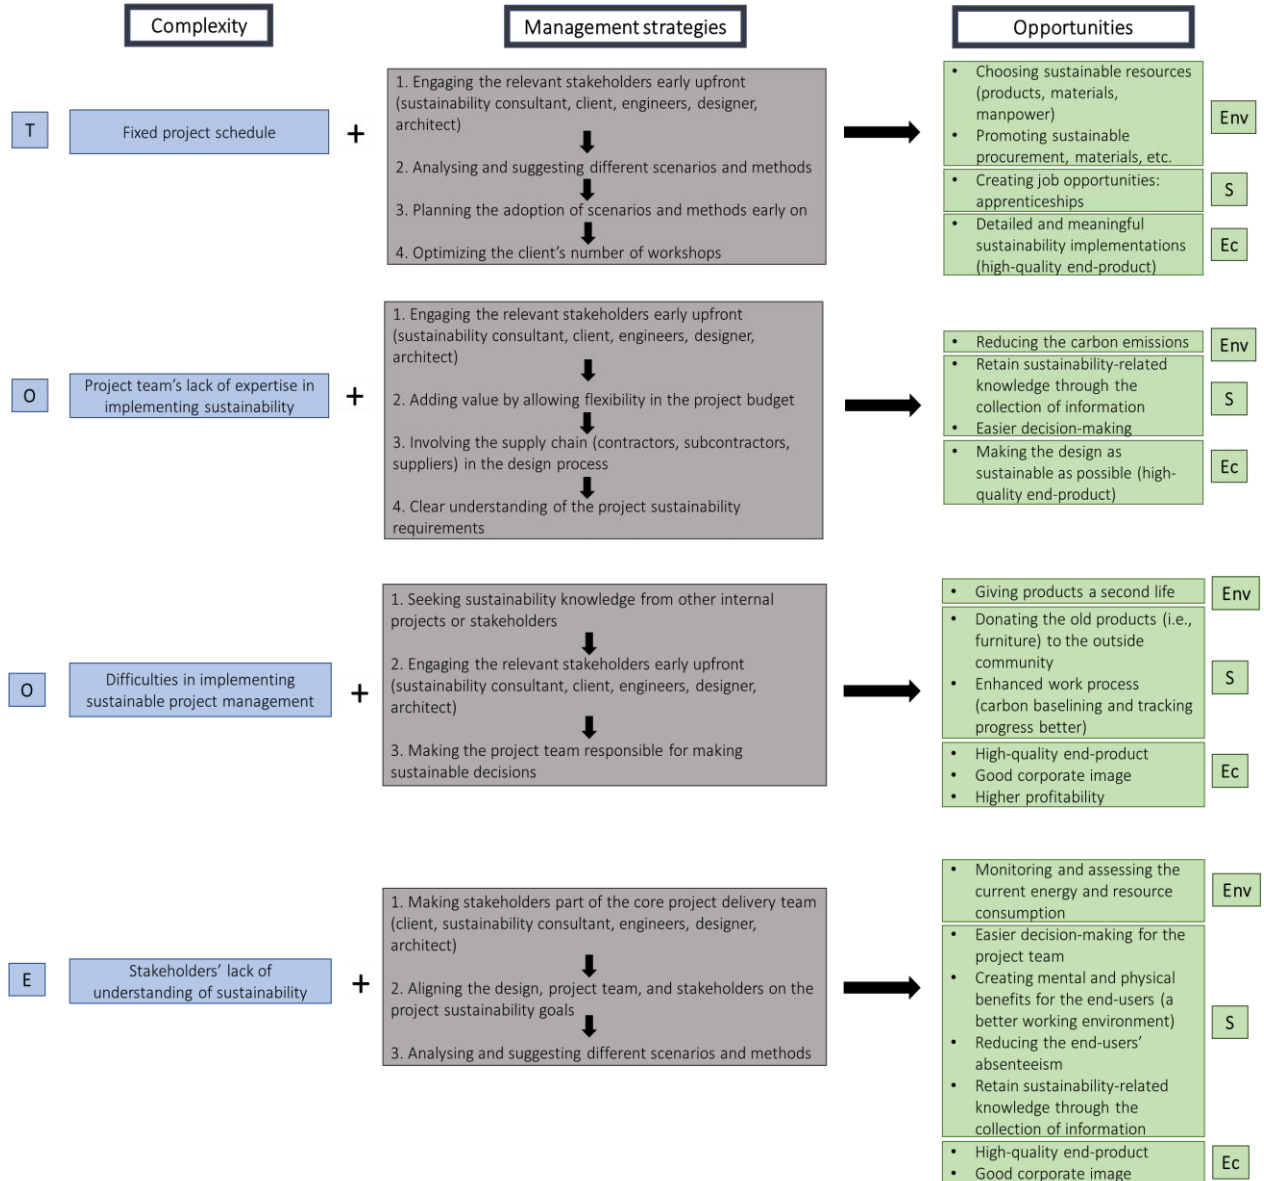 Complexity
Management strategies
Opportunities
T
Fixed project schedule
+
1. Engaging the relevant stakeholders early upfront
(sustainability consultant, client, engineers, designer,
architect)
2. Analysing and suggesting different scenarios and methods
3. Planning the adoption of scenarios and methods early on
4. Optimizing the client's number of workshops
• Choosing sustainable resources
(products, materials,
manpower)
• Promoting sustainable
procurement, materials, etc.
Env
• Creating job opportunities:
apprenticeships
S
• Detailed and meaningful
sustainability implementations
(high-quality end-product)
Ec
O
Project team's lack of expertise in
implementing sustainability
+
1. Engaging the relevant stakeholders early upfront
(sustainability consultant, client, engineers, designer,
architect)
2. Adding value by allowing flexibility in the project budget
3. Involving the supply chain (contractors, subcontractors,
suppliers) in the design process
4. Clear understanding of the project sustainability
requirements
• Reducing the carbon emissions
Env
• Retain sustainability-related
knowledge through the
collection of information
• Easier decision-making
S
• Making the design as
sustainable as possible (high-
quality end-product)
Ec
O
Difficulties in implementing
sustainable project management
+
1. Seeking sustainability knowledge from other internal
projects or stakeholders
2. Engaging the relevant stakeholders early upfront
(sustainability consultant, client, engineers, designer,
architect)
3. Making the project team responsible for making
sustainable decisions
• Giving products a second life
Env
• Donating the old products (i.e.,
furniture) to the outside
community
• Enhanced work process
(carbon baselining and tracking
progress better)
S
• High-quality end-product
• Good corporate image
• Higher profitability
Ec
E
Stakeholders' lack of
understanding of sustainability
+
1. Making stakeholders part of the core project delivery team
(client, sustainability consultant, engineers, designer,
architect)
2. Aligning the design, project team, and stakeholders on the
project sustainability goals
3. Analysing and suggesting different scenarios and methods
• Monitoring and assessing the
current energy and resource
consumption
Env
• Easier decision-making for the
project team
• Creating mental and physical
benefits for the end-users (a
better working environment)
• Reducing the end-users'
absenteeism
• Retain sustainability-related
knowledge through the
collection of information
S
• High-quality end-product
• Good corporate image
Ec